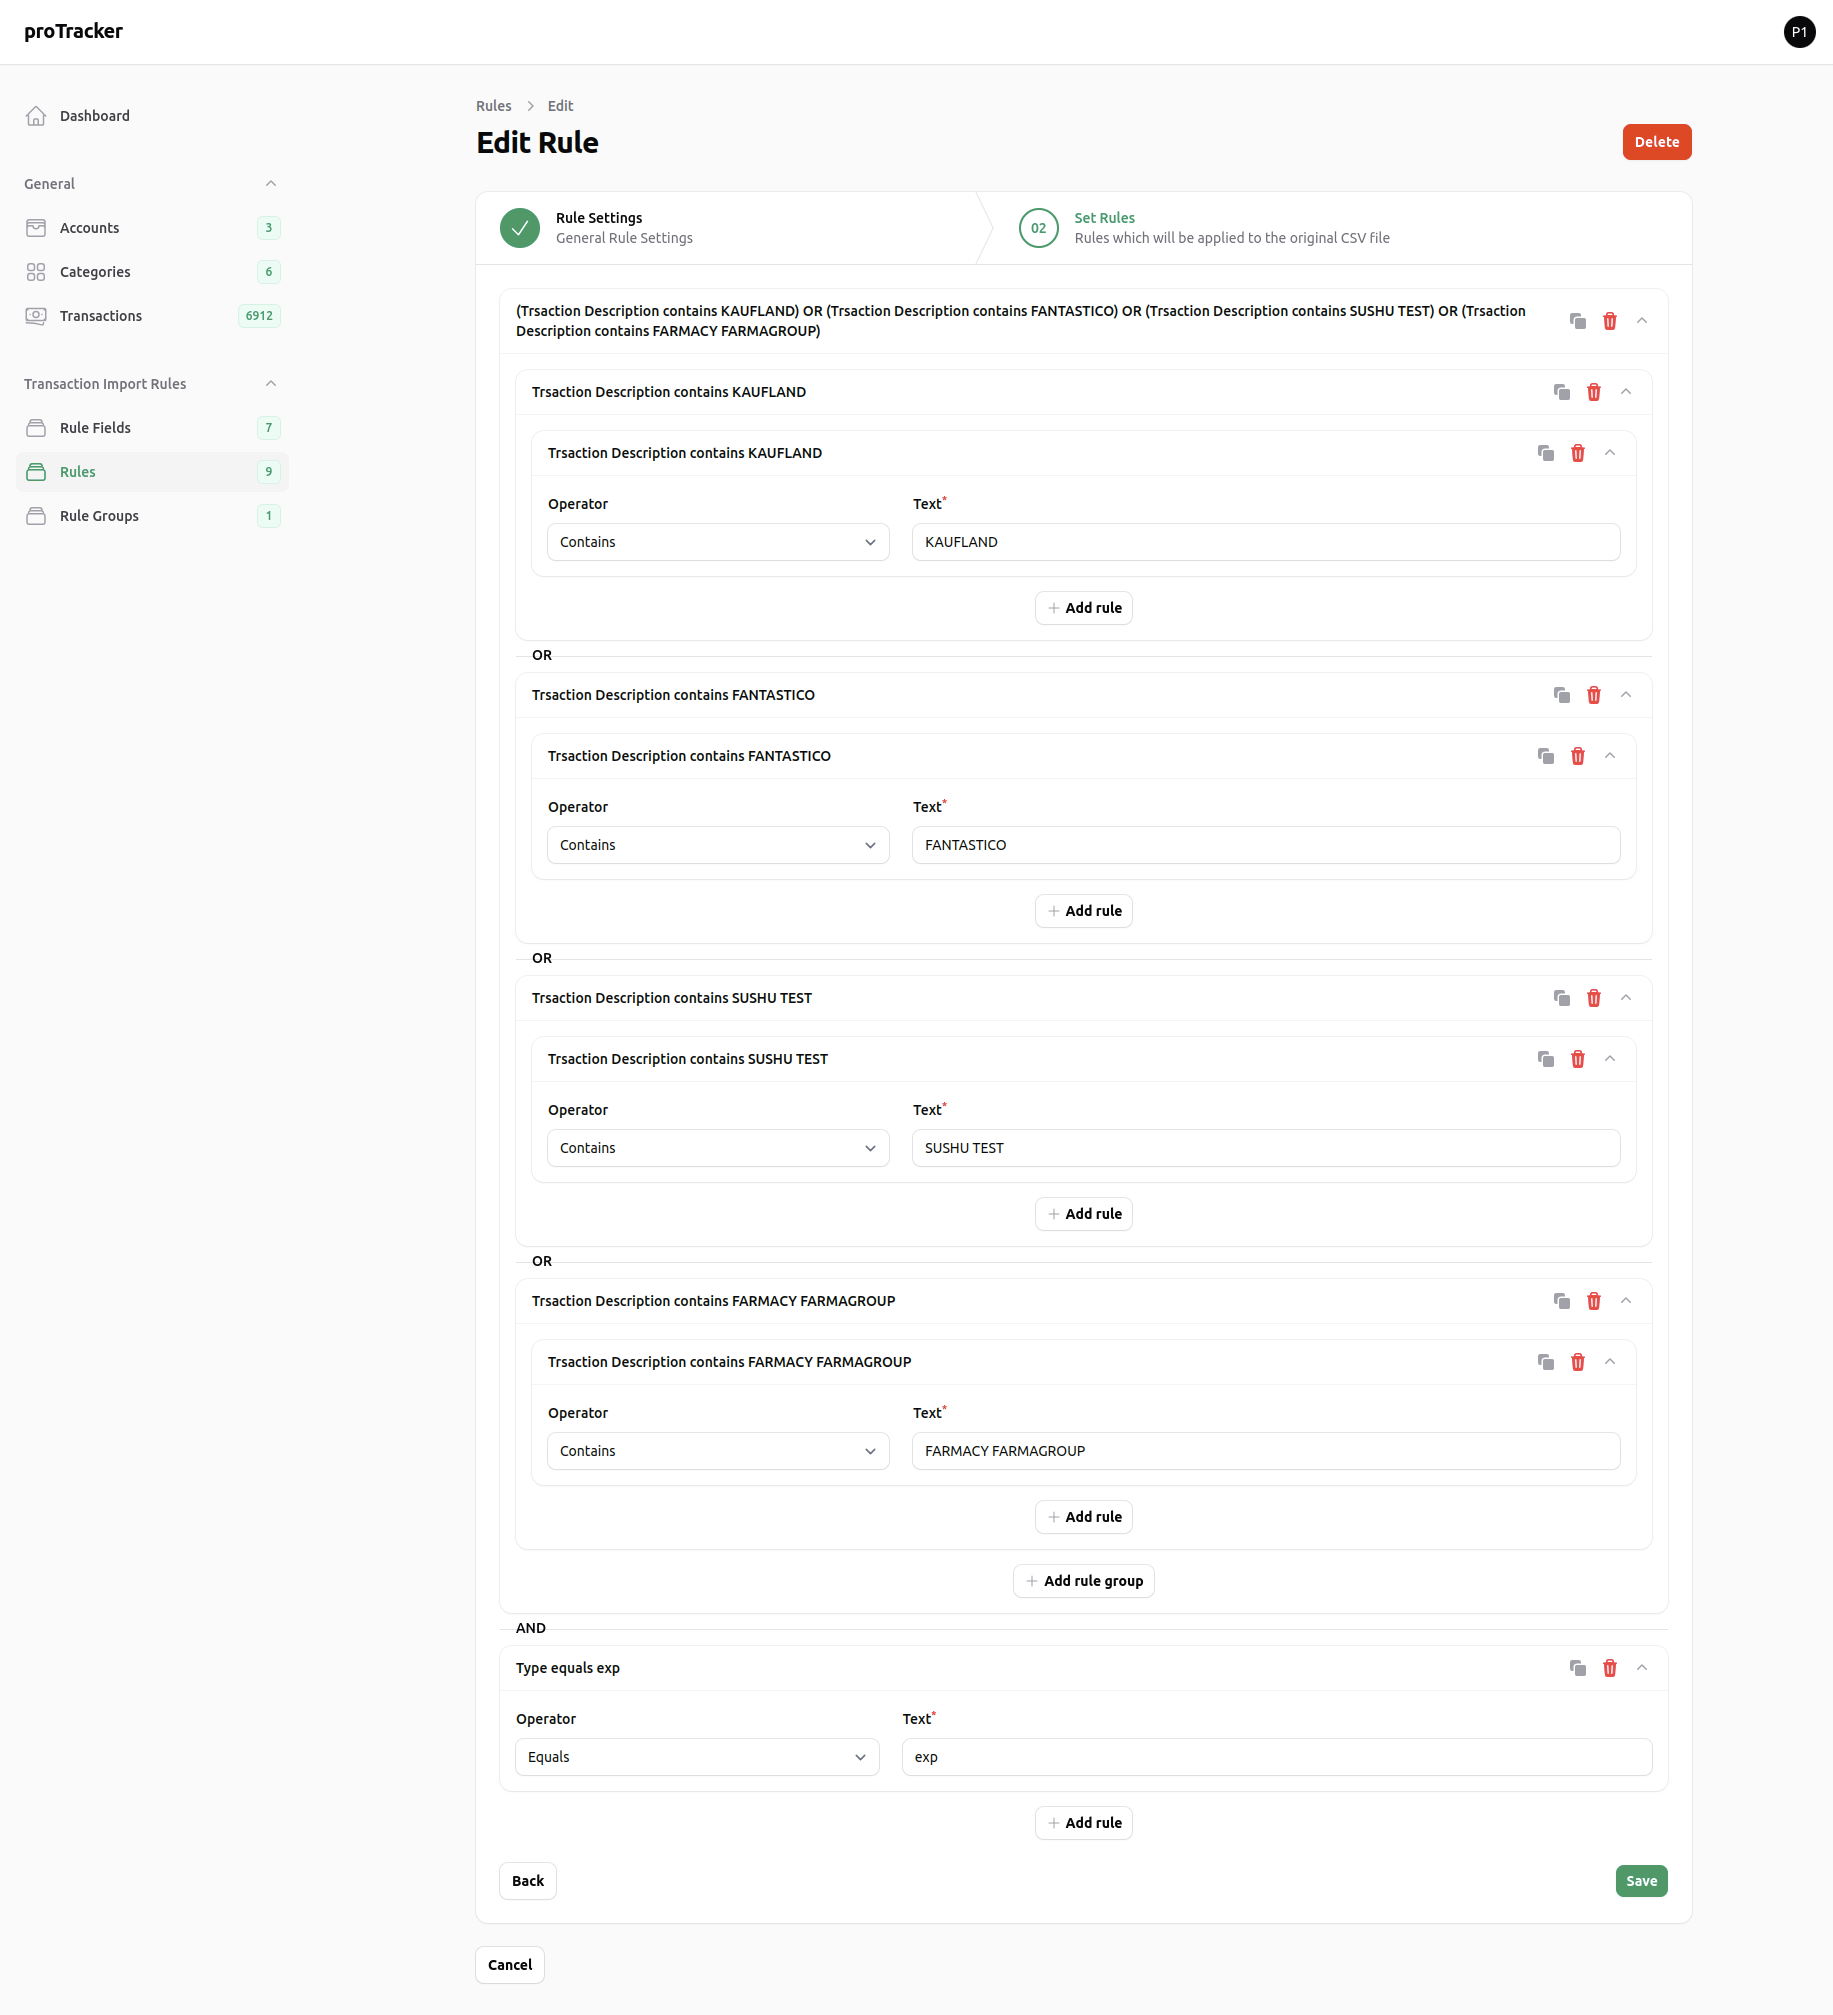 proTracker
P1
Dashboard
General
Accounts 3
Categories 6
Transactions 6912
Transaction Import Rules
Rule Fields 7
Rules 9
Rule Groups 1
Rules > Edit
Edit Rule
Delete
Rule Settings
General Rule Settings
02
Set Rules
Rules which will be applied to the original CSV file
(Trsaction Description contains KAUFLAND) OR (Trsaction Description contains FANTASTICO) OR (Trsaction Description contains SUSHU TEST) OR (Trsaction
Description contains FARMACY FARMAGROUP)
Trsaction Description contains KAUFLAND
Trsaction Description contains KAUFLAND
Operator Text*
Contains KAUFLAND
Add rule
OR
Trsaction Description contains FANTASTICO
Trsaction Description contains FANTASTICO
Operator Text*
Contains FANTASTICO
Add rule
OR
Trsaction Description contains SUSHU TEST
Trsaction Description contains SUSHU TEST
Operator Text*
Contains SUSHU TEST
Add rule
OR
Trsaction Description contains FARMACY FARMAGROUP
Trsaction Description contains FARMACY FARMAGROUP
Operator Text*
Contains FARMACY FARMAGROUP
Add rule
Add rule group
AND
Type equals exp
Operator Text*
Equals exp
Add rule
Back Save
Cancel